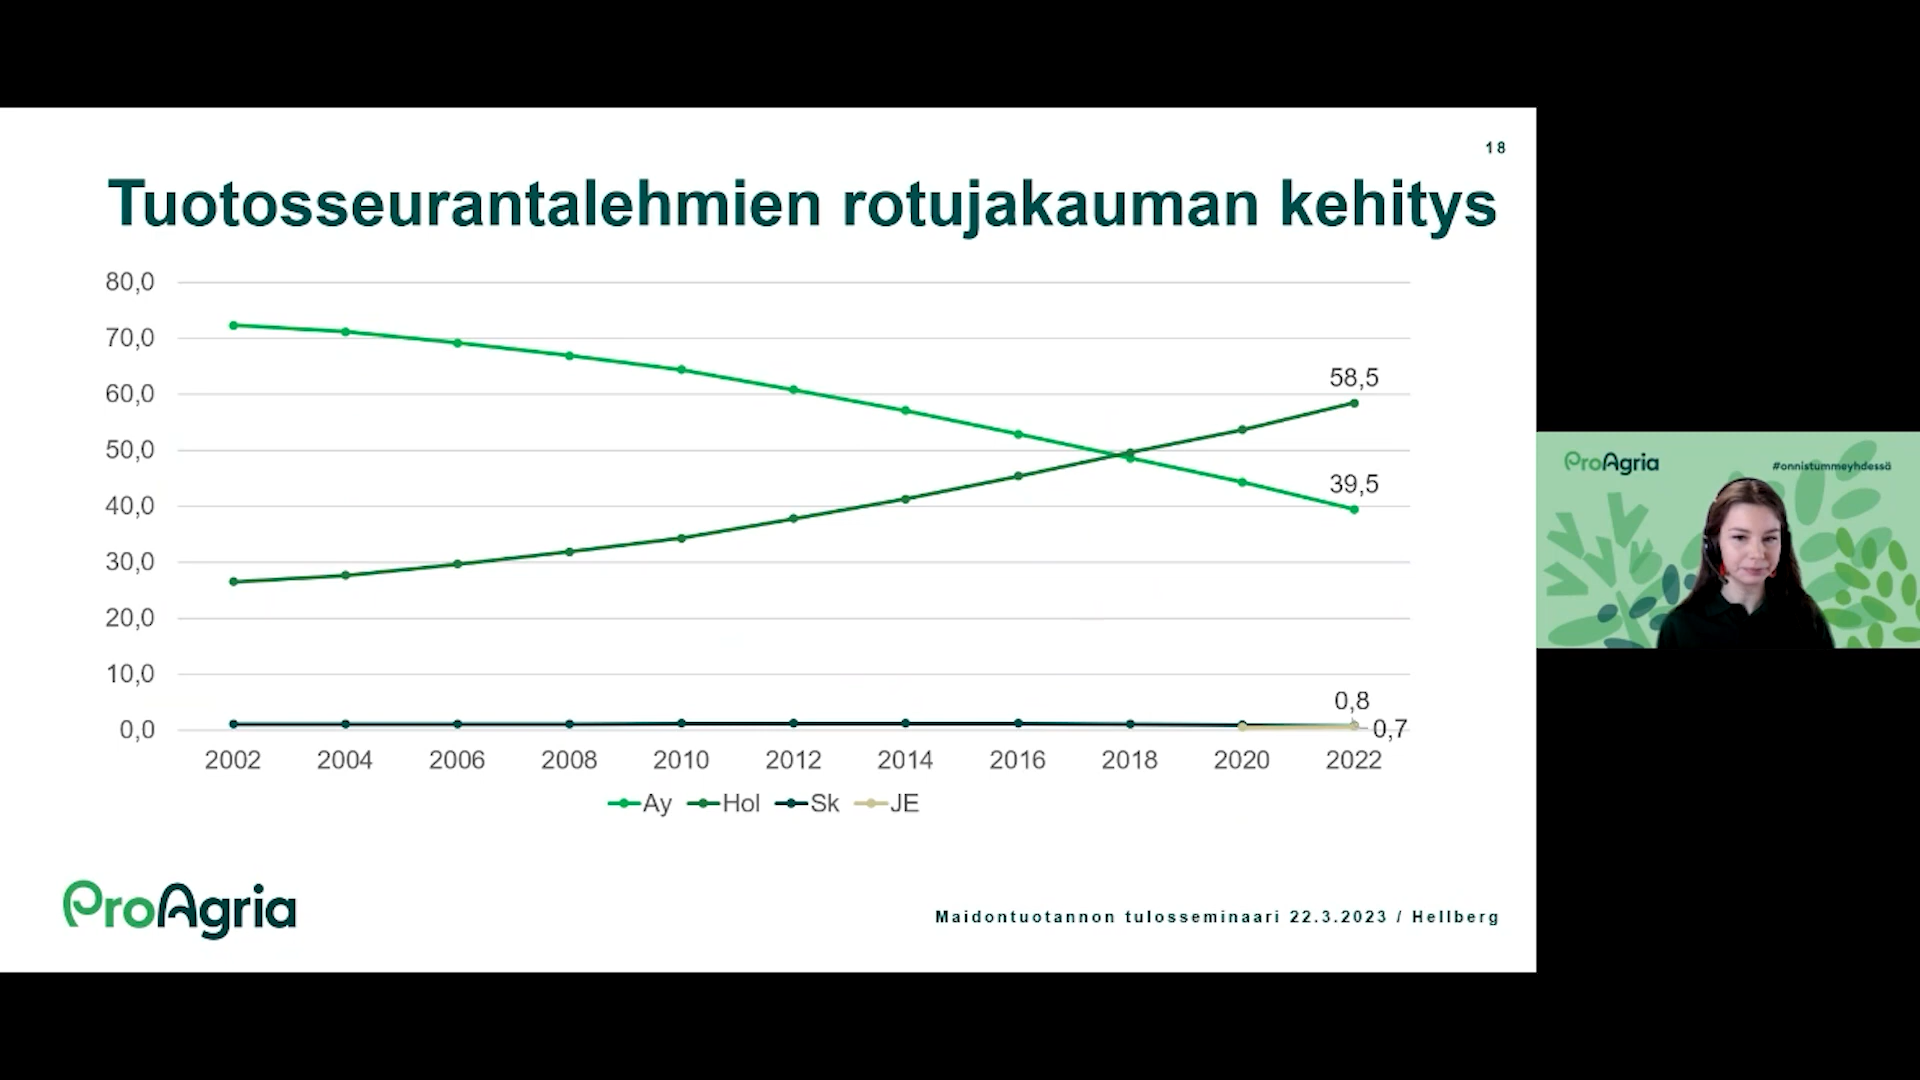 18
Tuotosseurantalehmien rotujakauman kehitys
80,0
70,0
60,0
50,0
40,0
30,0
20,0
10,0
0,0
58,5
39,5
0,8
0,7
2002 2004 2006 2008 2010 2012 2014 2016 2018 2020 2022
Ay Hol Sk JE
ProAgria
Maidontuotannon tulosseminaari 22.3.2023 / Hellberg
ProAgria
#onnistummeyhdessä